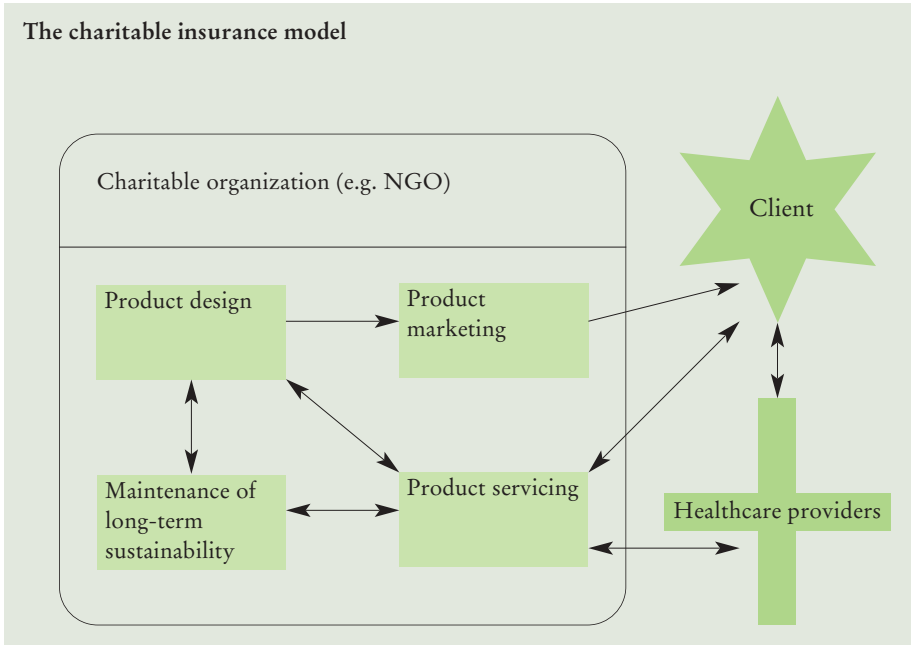 The charitable insurance model
Charitable organization (e.g. NGO)
Client
Product design
Product
marketing
Maintenance of
long-term
sustainability
Product servicing
Healthcare providers